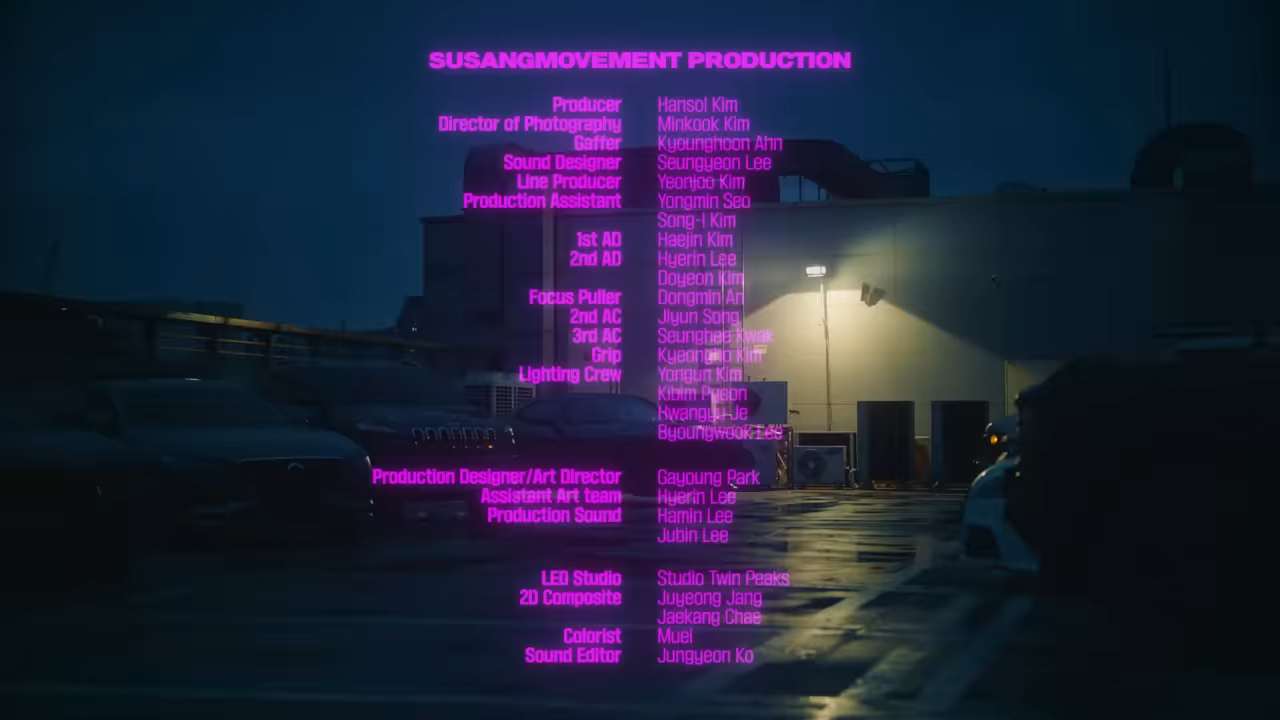 SUSANGMOVEMENT PRODUCTION
Producer Hansol Kim
Director of Photography Minkook Kim
Gaffer Kyounghoon Ahn
Sound Designer Seungyeon Lee
Line Producer Yeonjoo Kim
Production Assistant Yongmin Seo
Song-I Kim
1st AD Haejin Kim
2nd AD Hyerin Lee
Doyeon Kim
Focus Puller Dongmin An
2nd AC Jiyun Song
3rd AC Seunghee Kwak
Grip Kim
Lighting Crew Yongun Kim
Kibim Pyeon
Kwangyu Je
Byoungwook Lee
Production Designer/Art Director Gayoung Park
Assistant Art team Hyerin Lee
Production Sound Hamin Lee
Jubin Lee
LED Studio Studio Twin Peaks
2D Composite Juyeong Jang
Jaekang Chae
Colorist Muei
Sound Editor Jungyeon Ko